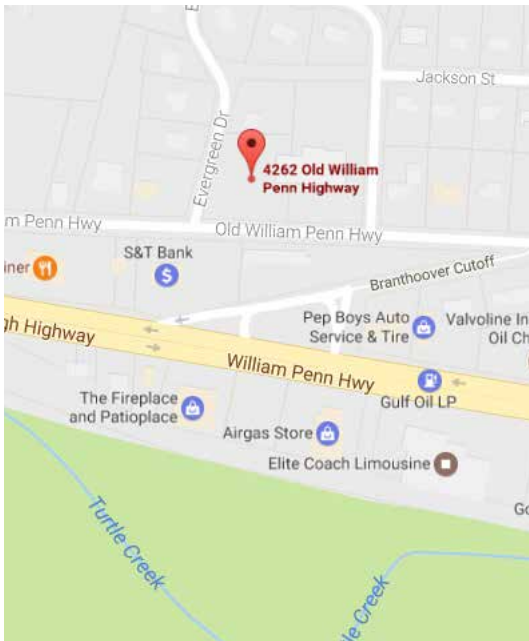 E
Jackson St
Evergreen Dr
4262 Old William
Penn Highway
m Penn Hwy
Old William Penn Hwy
S&T Bank
iner
Branthoover Cutoff
Pep Boys Auto
Service & Tire
Valvoline In
Oil Ch
gh Highway
William Penn Hwy
Gulf Oil LP
The Fireplace
and Patioplace
Airgas Store
Elite Coach Limousine
Go
Turtle Creek
tle Creek